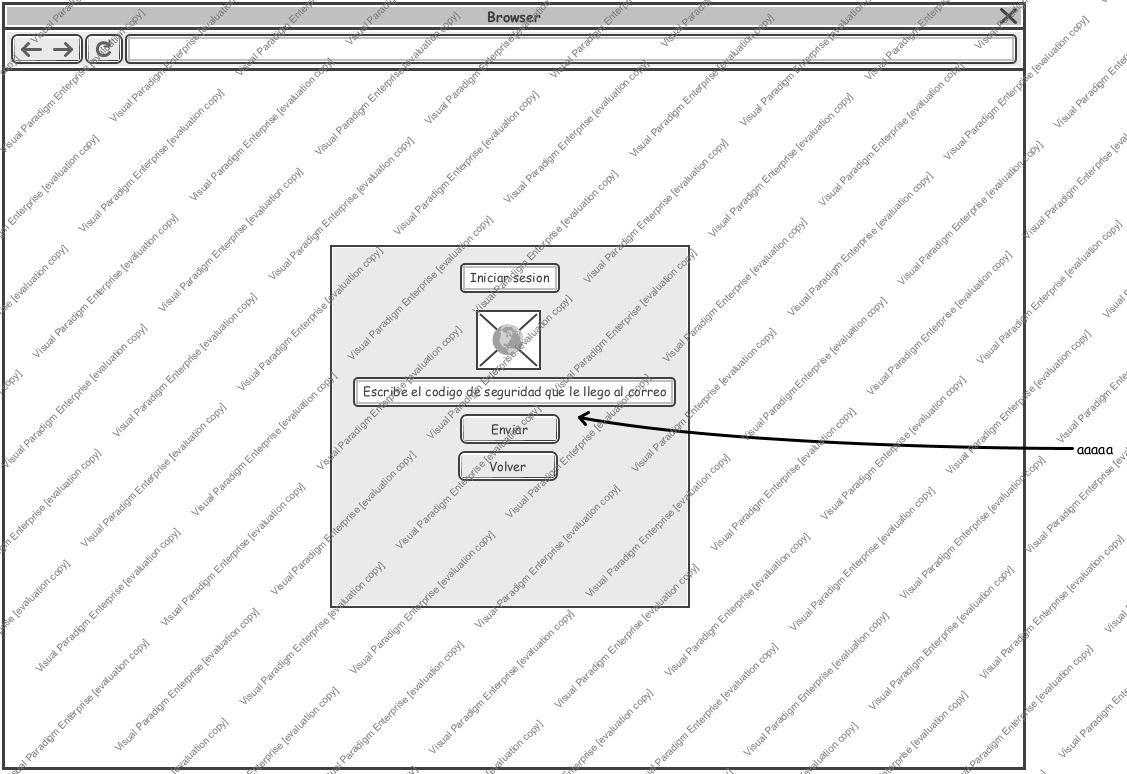 Browser
Iniciar sesion
Escribe el codigo de seguridad que le llego al correo
Enviar
Volver
aaaaa
Visual Paradigm Enterprise [evaluation copy]